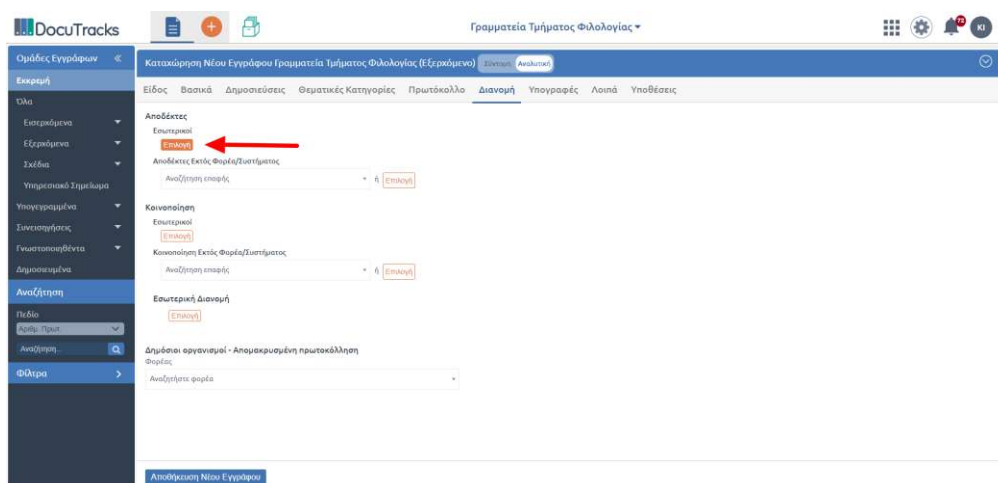 DocuTracks
Γραμματεία Τμήματος Φιλολογίας
72
ΚΙ
Ομάδες Εγγράφων
Καταχώρηση Νέου Εγγράφου Γραμματεία Τμήματος Φιλολογίας (Εξερχόμενο) Σύντομη Αναλυτική
Εκκρεμή
Είδος Βασικά Δημοσιεύσεις Θεματικές Κατηγορίες Πρωτόκολλο Διανομή Υπογραφές Λοιπά Υποθέσεις
Όλα
Εισερχόμενα
Εξερχόμενα
Σχέδια
Υπηρεσιακό Σημείωμα
Υπογεγραμμένα
Συνεισηγήσεις
Γνωστοποιηθέντα
Δημοσιευμένα
Αναζήτηση
Πεδίο
Αριθμ. Πρωτ.
Αναζήτηση...
Φίλτρα
Αποδέκτες
Εσωτερικοί
Επιλογή
Αποδέκτες Εκτός Φορέα/Συστήματος
Αναζήτηση επαφής ή Επιλογή
Κοινοποίηση
Εσωτερικοί
Επιλογή
Κοινοποίηση Εκτός Φορέα/Συστήματος
Αναζήτηση επαφής ή Επιλογή
Εσωτερική Διανομή
Επιλογή
Δημόσιοι οργανισμοί - Απομακρυσμένη πρωτοκόλληση
Φορέας
Αναζητήστε φορέα
Αποθήκευση Νέου Εγγράφου